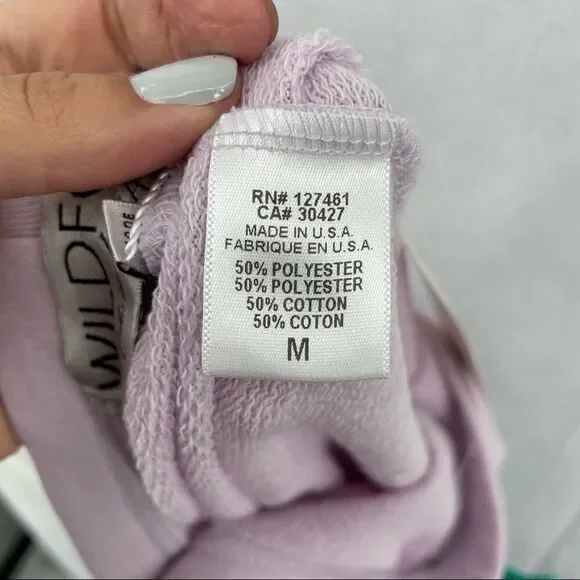 RN# 127461
CA# 30427
MADE IN U.S.A.
FABRIQUE EN U.S.A.
50% POLYESTER
50% POLYESTER
50% COTTON
50% COTON
M